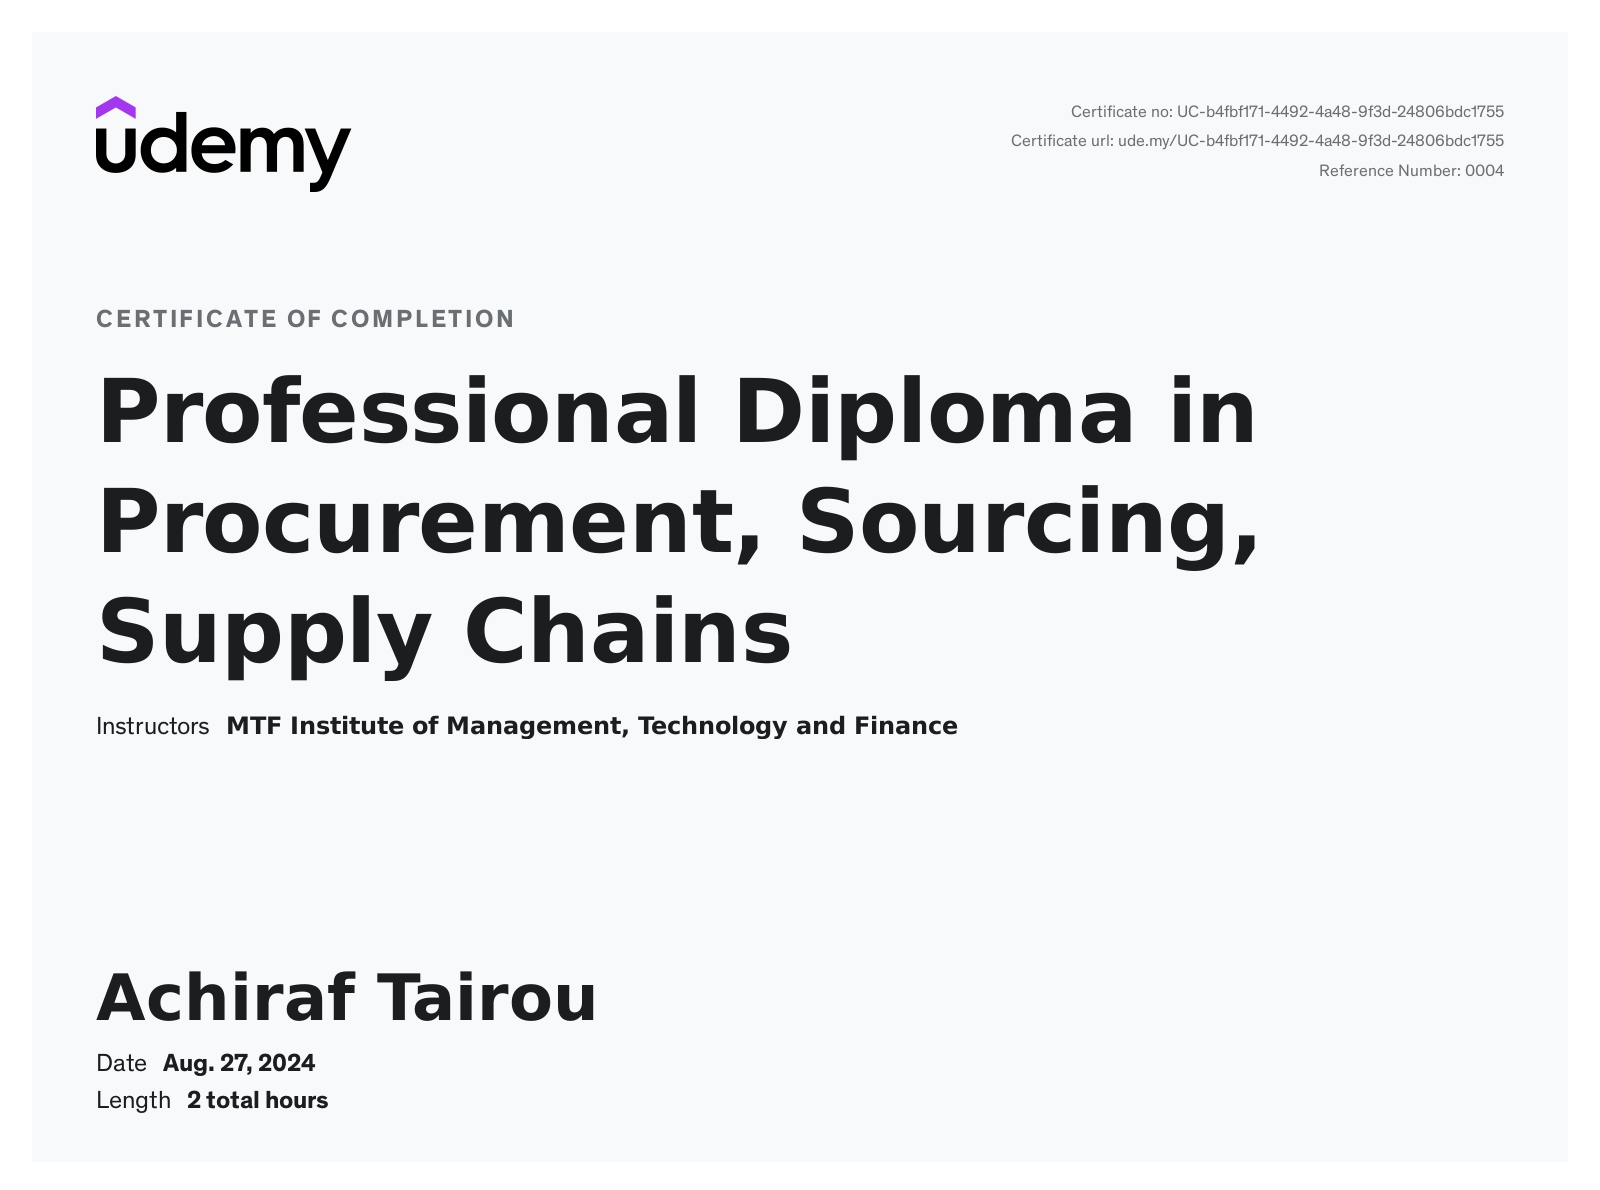 udemy
Certificate no: UC-b4fbf171-4492-4a48-9f3d-24806bdc1755
Certificate url: ude.my/UC-b4fbf171-4492-4a48-9f3d-24806bdc1755
Reference Number: 0004
CERTIFICATE OF COMPLETION
Professional Diploma in
Procurement, Sourcing,
Supply Chains
Instructors MTF Institute of Management, Technology and Finance
Achiraf Tairou
Date Aug. 27, 2024
Length 2 total hours